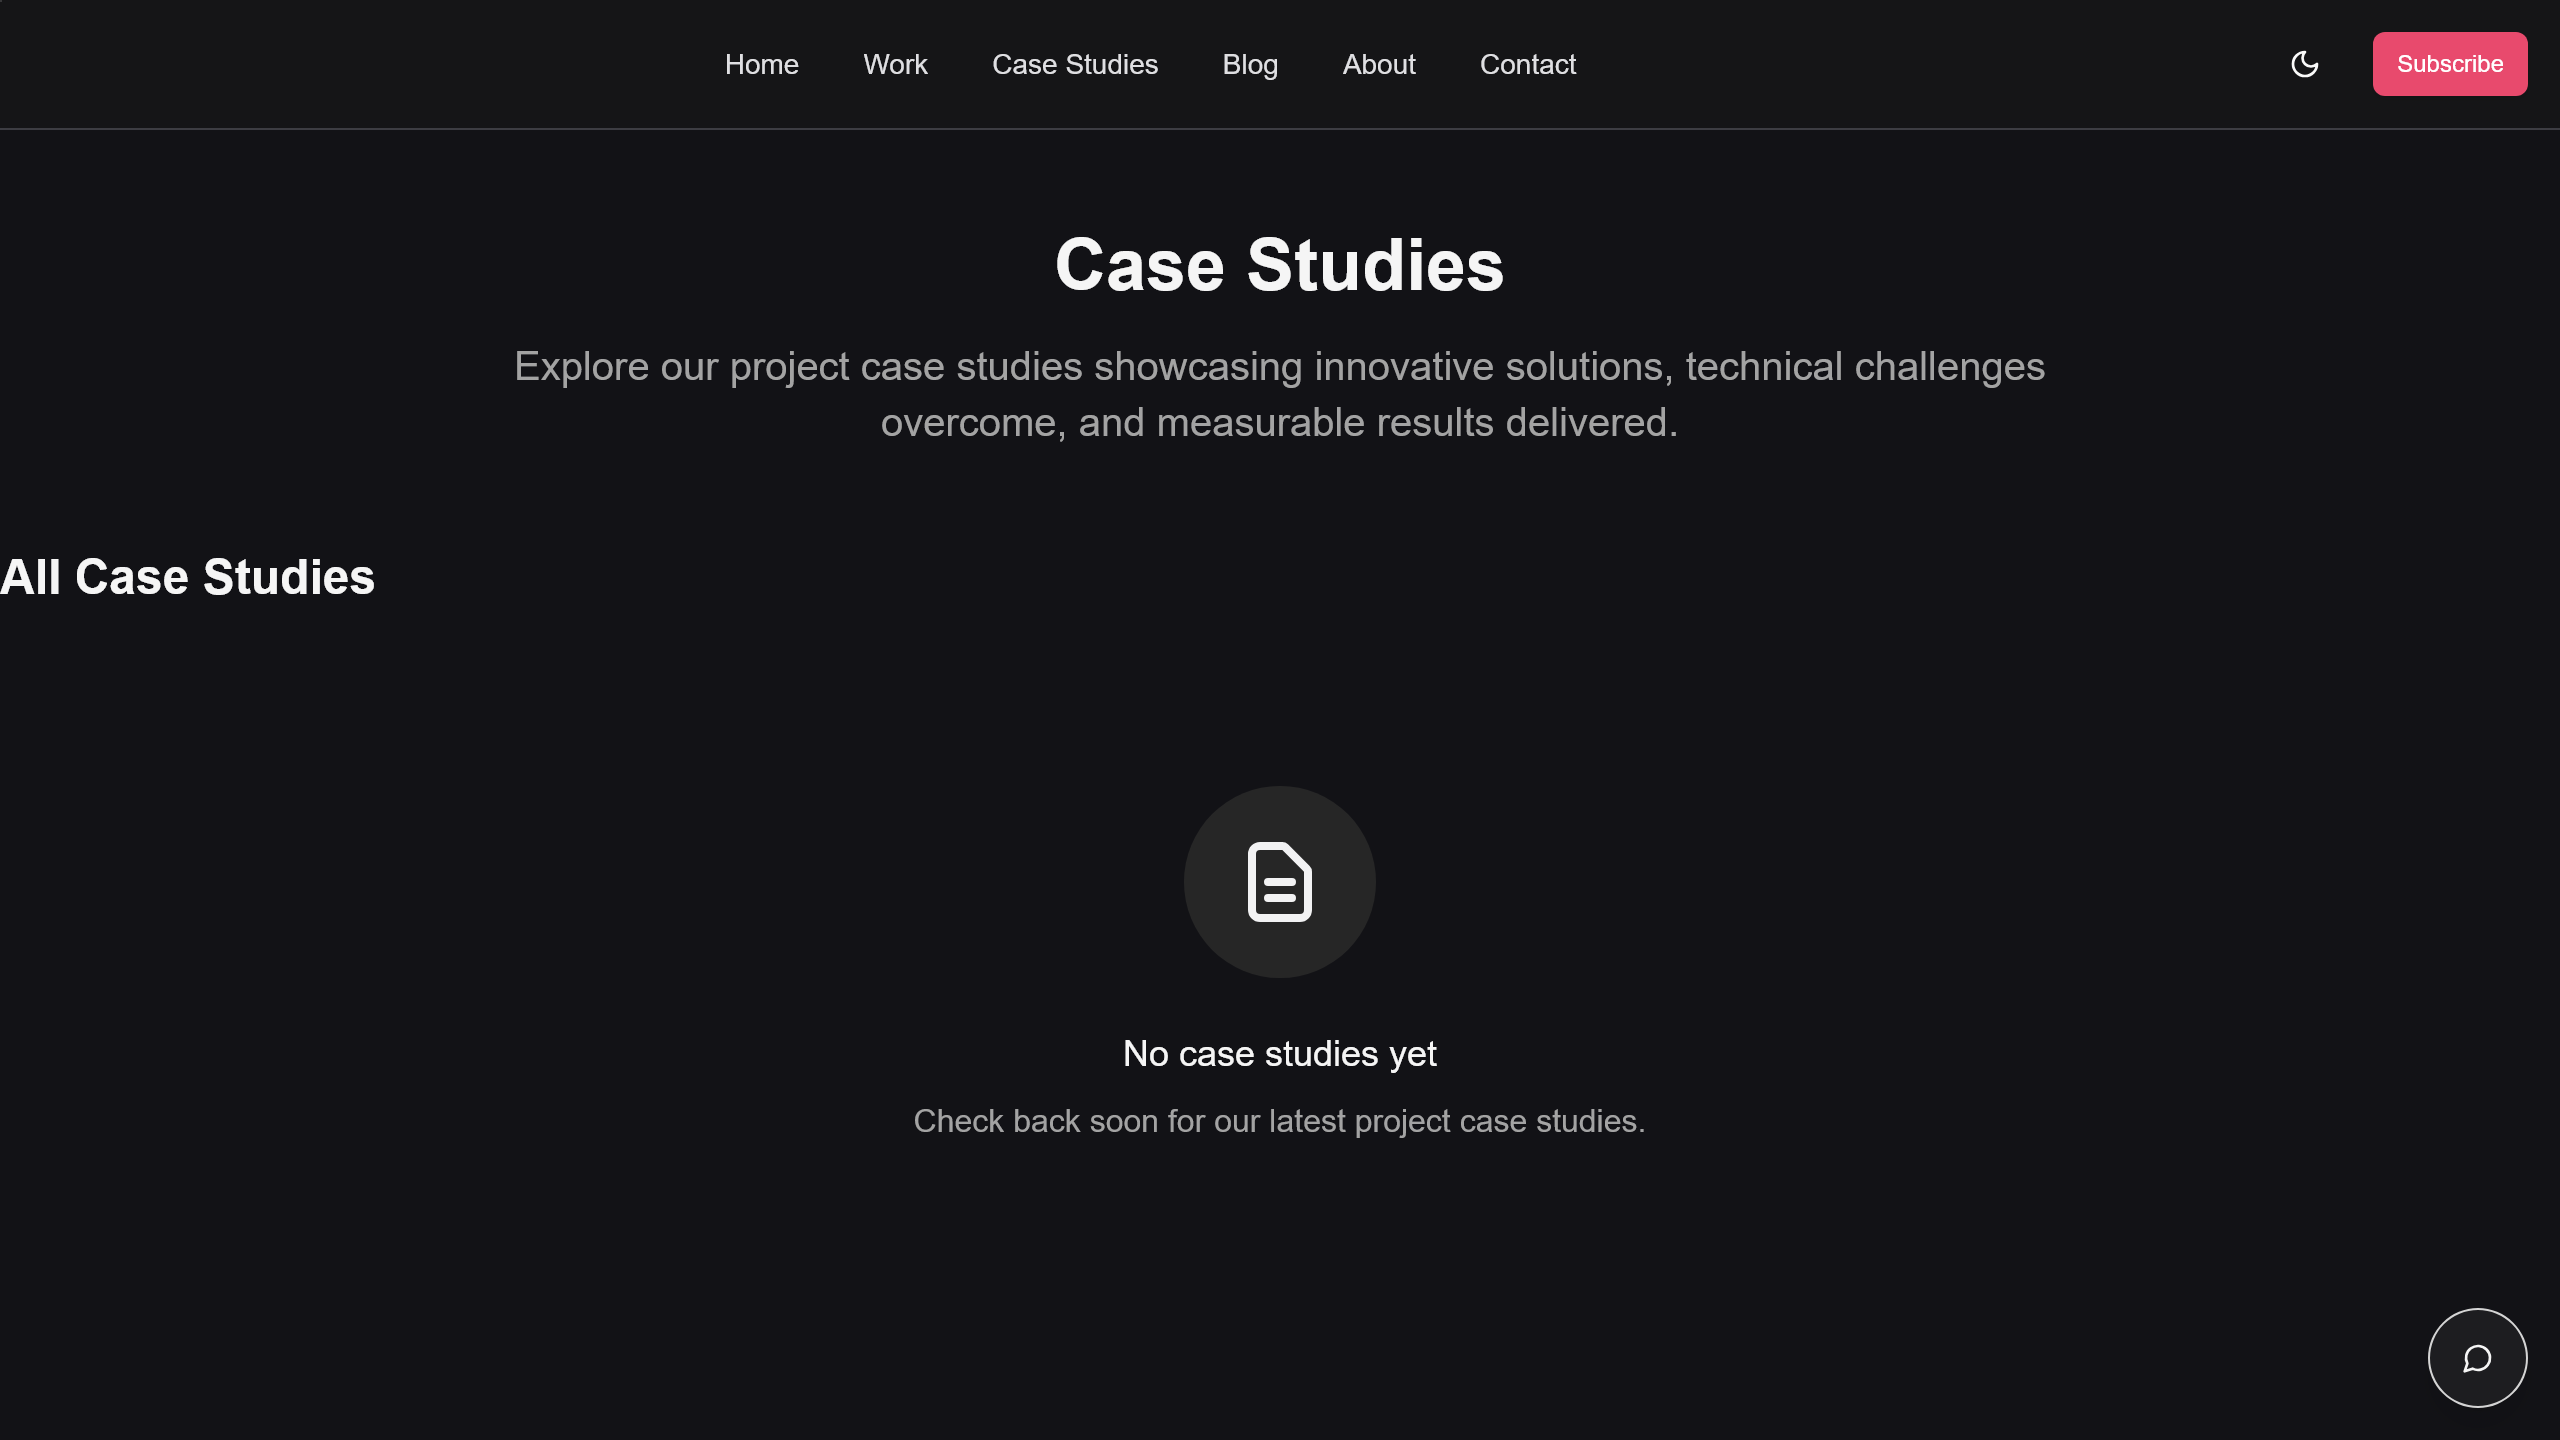 Home Work Case Studies Blog About Contact Subscribe
Case Studies
Explore our project case studies showcasing innovative solutions, technical challenges
overcome, and measurable results delivered.
All Case Studies
No case studies yet
Check back soon for our latest project case studies.